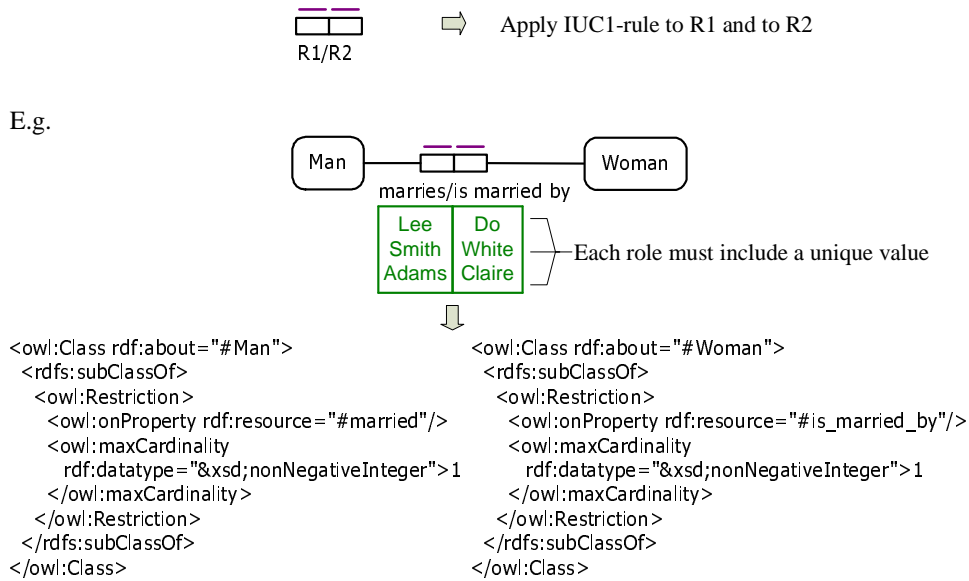 Apply IUC1-rule to R1 and to R2
R1/R2
E.g.
Man
Woman
marries/is married by
Lee Do
Smith White
Adams Claire
Each role must include a unique value
<owl:Class rdf:about="#Man">
<rdfs:subClassOf>
<owl:Restriction>
<owl:onProperty rdf:resource="#married"/>
<owl:maxCardinality
rdf:datatype="&xsd;nonNegativeInteger">1
</owl:maxCardinality>
</owl:Restriction>
</rdfs:subClassOf>
</owl:Class>
<owl:Class rdf:about="#Woman">
<rdfs:subClassOf>
<owl:Restriction>
<owl:onProperty rdf:resource="#is_married_by"/>
<owl:maxCardinality
rdf:datatype="&xsd;nonNegativeInteger">1
</owl:maxCardinality>
</owl:Restriction>
</rdfs:subClassOf>
</owl:Class>